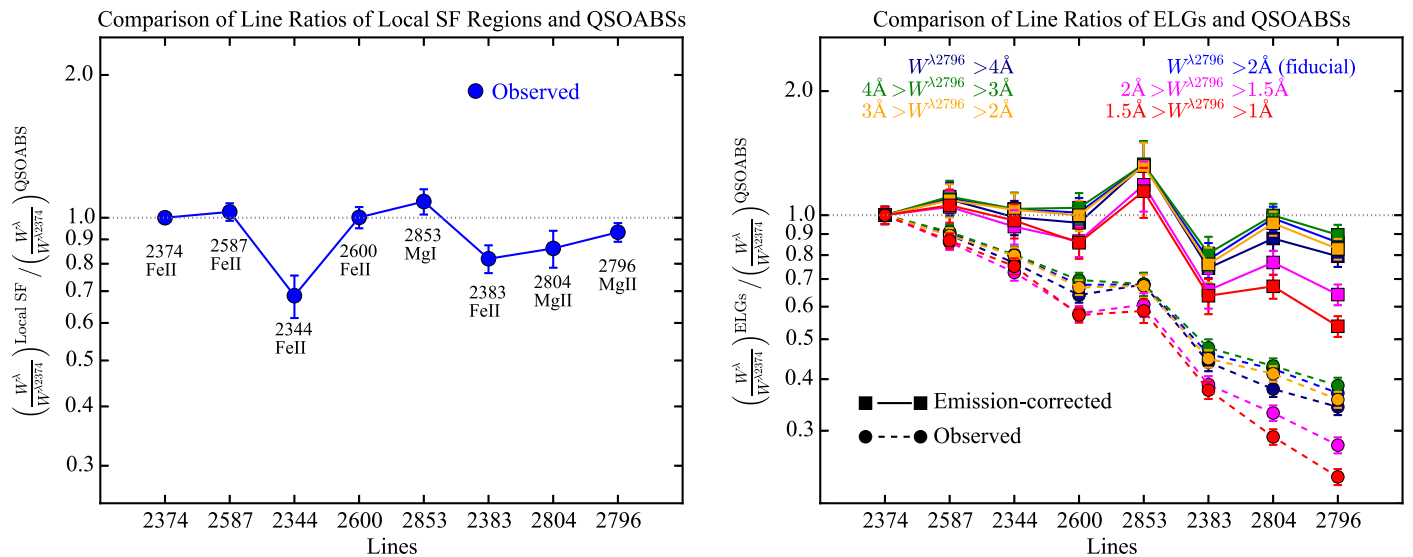 Comparison of Line Ratios of Local SF Regions and QSOABSs
2.0
1.0
0.9
0.8
0.7
0.6
0.5
0.4
0.3
(W^λ/W^λ2374)^Local SF / (W^λ/W^λ2374)^QSOABS
Observed
2374
FeII
2587
FeII
2344
FeII
2600
FeII
2853
MgI
2383
FeII
2804
MgII
2796
MgII
2374 2587 2344 2600 2853 2383 2804 2796
Lines
Comparison of Line Ratios of ELGs and QSOABSs
2.0
1.0
0.9
0.8
0.7
0.6
0.5
0.4
0.3
(W^λ/W^λ2374)^ELGs / (W^λ/W^λ2374)^QSOABS
W^λ2796 >4Å
4Å >W^λ2796 >3Å
3Å >W^λ2796 >2Å
W^λ2796 >2Å (fiducial)
2Å >W^λ2796 >1.5Å
1.5Å >W^λ2796 >1Å
Emission-corrected
Observed
2374 2587 2344 2600 2853 2383 2804 2796
Lines